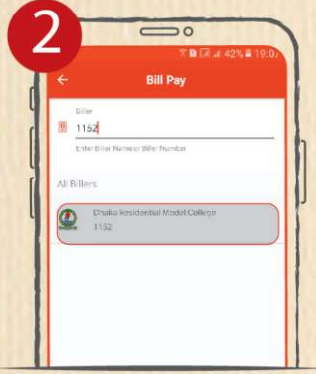 2
42% 19:07
Bill Pay
Biller
1152
Enter Biller Name or Biller Number
All Billers
Dhaka Residential Model College
1152